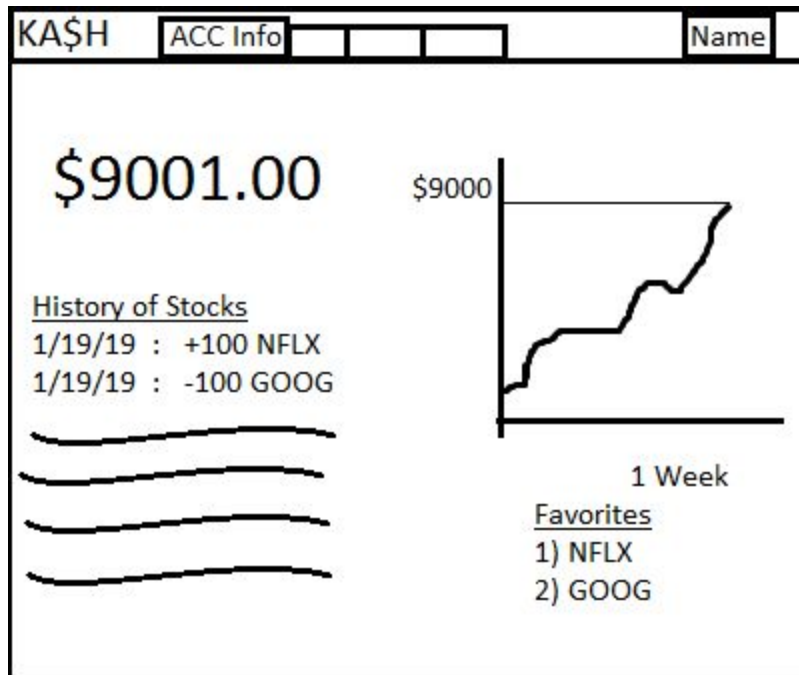 KA$H ACC Info Name
$9001.00
$9000
History of Stocks
1/19/19 : +100 NFLX
1/19/19 : -100 GOOG
1 Week
Favorites
1) NFLX
2) GOOG